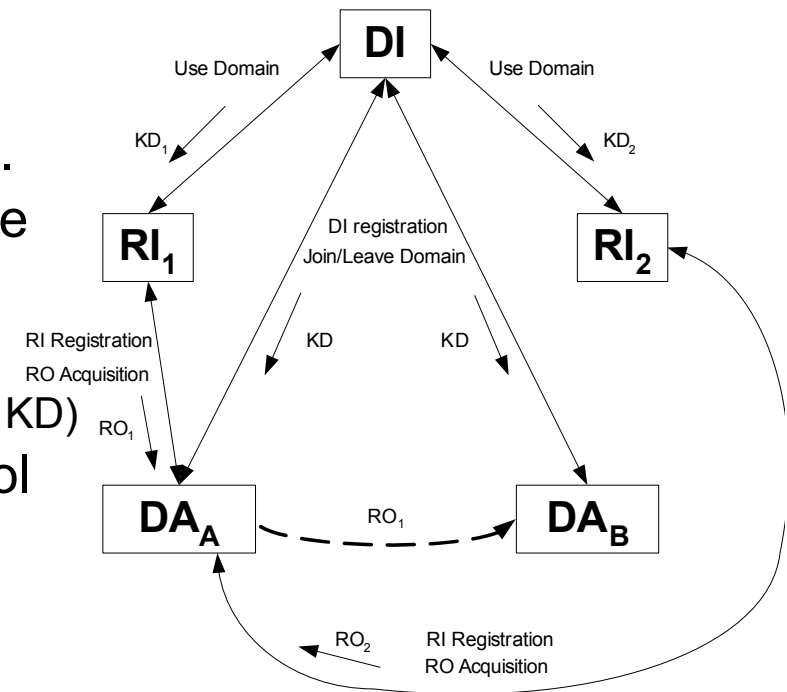 DI
Use Domain
Use Domain
KD1
KD2
.
e
RI1
DI registration
Join/Leave Domain
RI2
RI Registration
RO Acquisition
KD
KD
KD)
RO1
ol
DAA
RO1
DAB
RO2
RI Registration
RO Acquisition